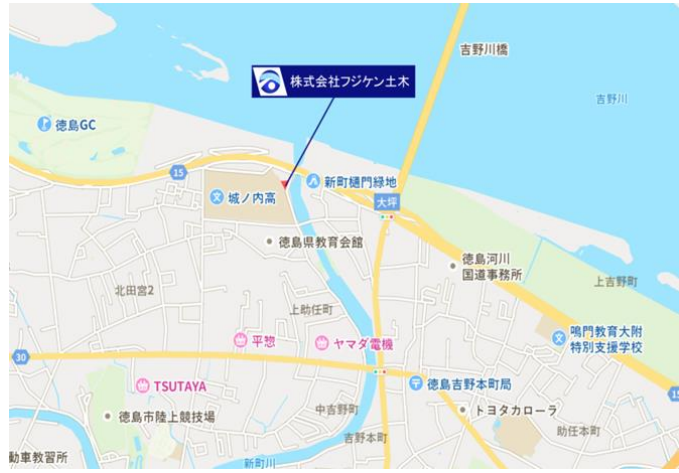 吉野川橋
株式会社フジケン土木
吉野川
徳島GC
15
新町樋門緑地
城ノ内高
大坪
徳島県教育会館
徳島河川
国道事務所
上吉野町
北田宮2
上助任町
鳴門教育大附
特別支援学校
平惣
ヤマダ電機
30
TSUTAYA
徳島吉野本町局
15
中吉野町
トヨタカローラ
徳島市陸上競技場
助任本町
吉野本町
動車教習所
新町川